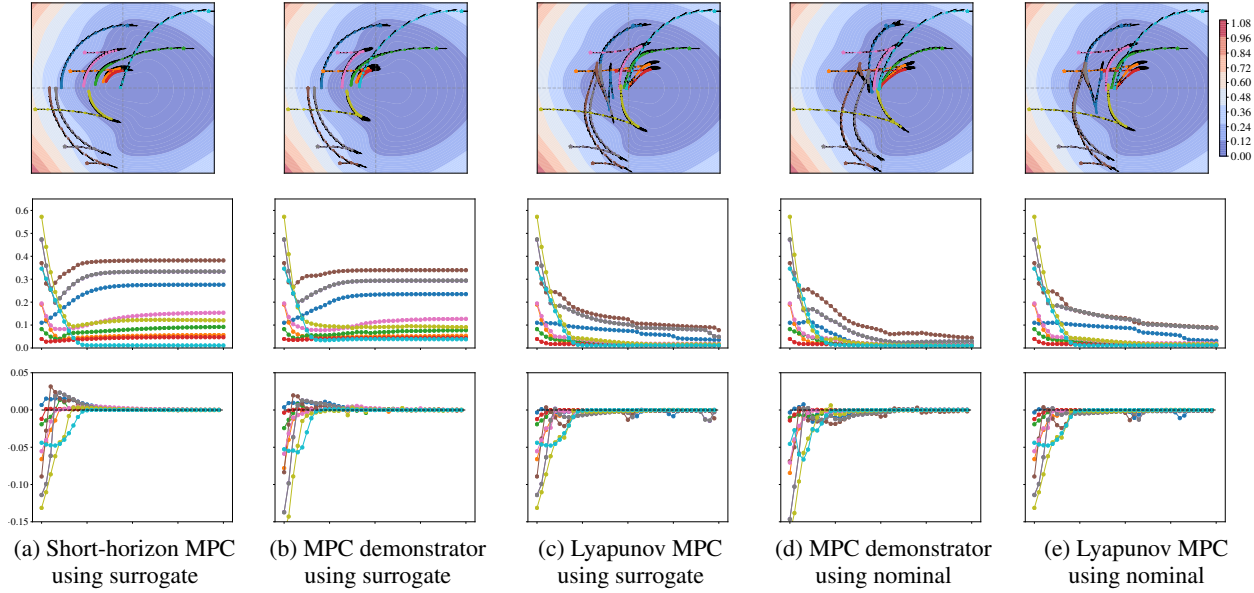 1.08
0.96
0.84
0.72
0.60
0.48
0.36
0.24
0.12
0.00
0.6
0.5
0.4
0.3
0.2
0.1
0.0
0.05
0.00
-0.05
-0.10
-0.15
(a) Short-horizon MPC
using surrogate
(b) MPC demonstrator
using surrogate
(c) Lyapunov MPC
using surrogate
(d) MPC demonstrator
using nominal
(e) Lyapunov MPC
using nominal